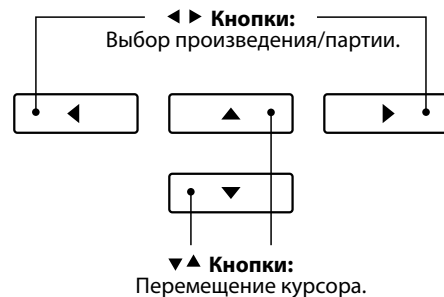 ◀ ▶ Кнопки:
Выбор произведения/партии.
◀
▲
▶
▼
▼▲ Кнопки:
Перемещение курсора.